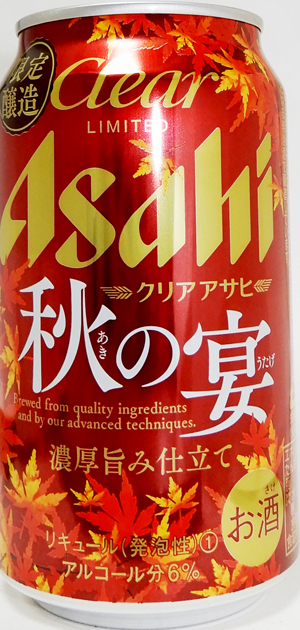 限定
醸造
Clear
LIMITED
Asahi
クリアアサヒ
秋の宴
あき
うたげ
Brewed from quality ingredients
and by our advanced techniques.
濃厚旨み仕立て
さけ
お酒
リキュール(発泡性)①
アルコール分6%